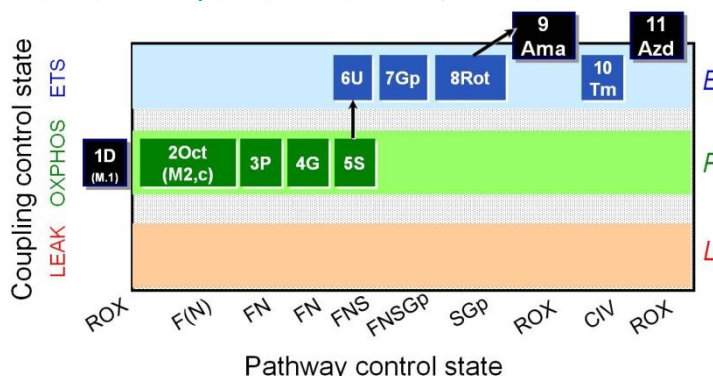 9
Ama
11
Azd
6U
7Gp
8Rot
10
Tm
E
1D
(M.1)
2Oct
(M2,c)
3P
4G
5S
P
L
Coupling control state
ETS
OXPHOS
LEAK
ROX
F(N)
FN
FN
FNS
FNSGp
SGp
ROX
CIV
ROX
Pathway control state